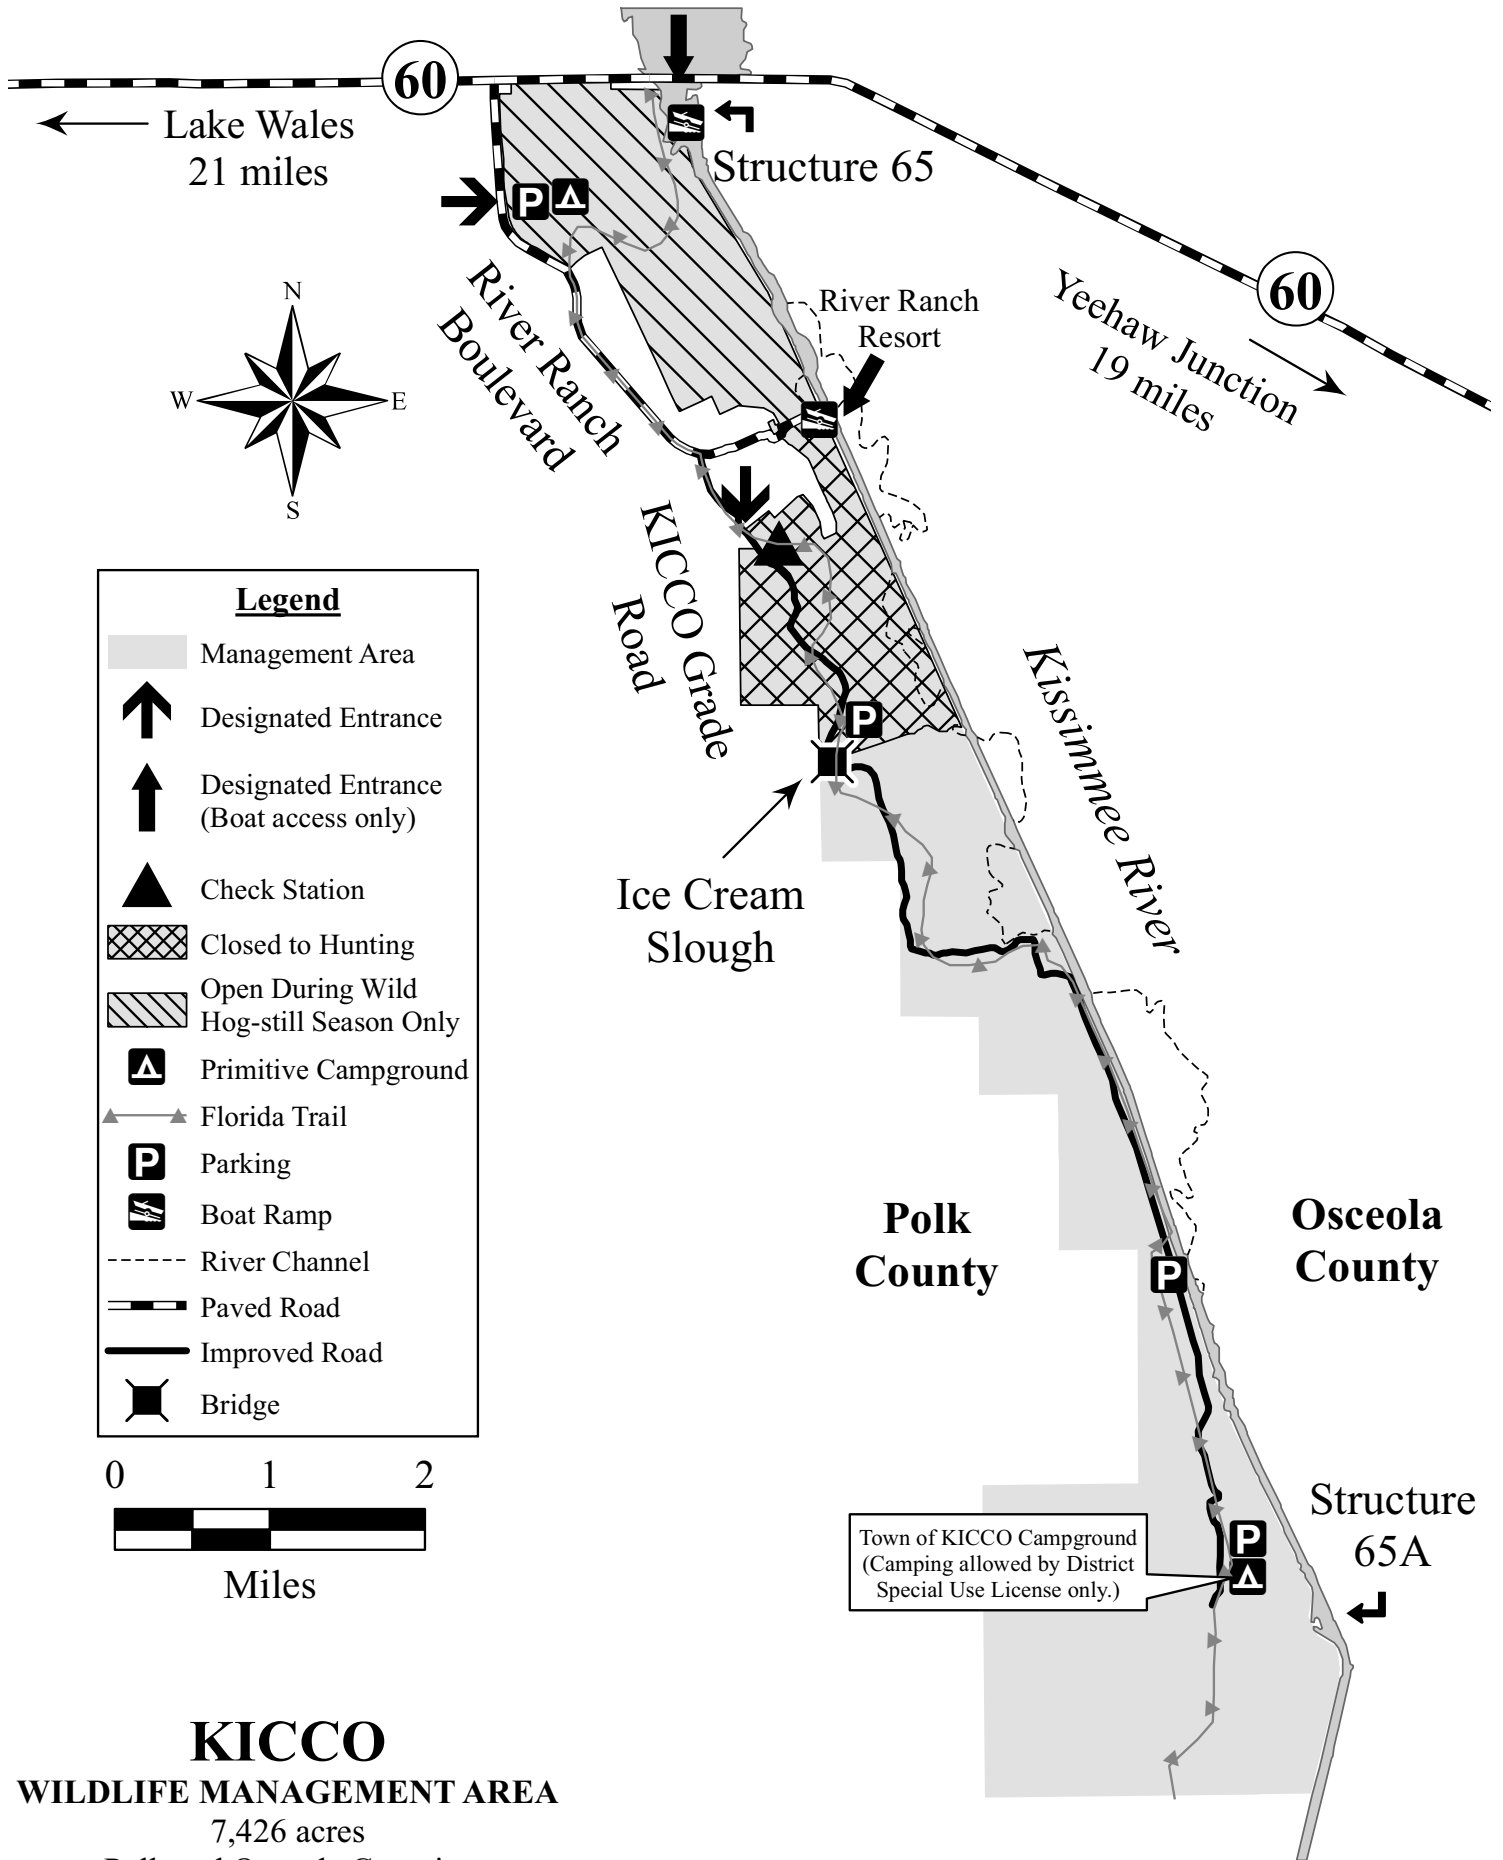 60
Lake Wales
21 miles
Structure 65
P
River Ranch
Boulevard
River Ranch
Resort
60
Yeehaw Junction
19 miles
N
W
E
S
KICCO Grade
Road
P
Kissimmee River
Ice Cream
Slough
Legend
Management Area
Designated Entrance
Designated Entrance
(Boat access only)
Check Station
Closed to Hunting
Open During Wild
Hog-still Season Only
Primitive Campground
Florida Trail
P Parking
Boat Ramp
River Channel
Paved Road
Improved Road
Bridge
0 1 2
Miles
Polk
County
Osceola
County
P
Town of KICCO Campground
(Camping allowed by District
Special Use License only.)
P
Structure
65A
KICCO
WILDLIFE MANAGEMENT AREA
7,426 acres